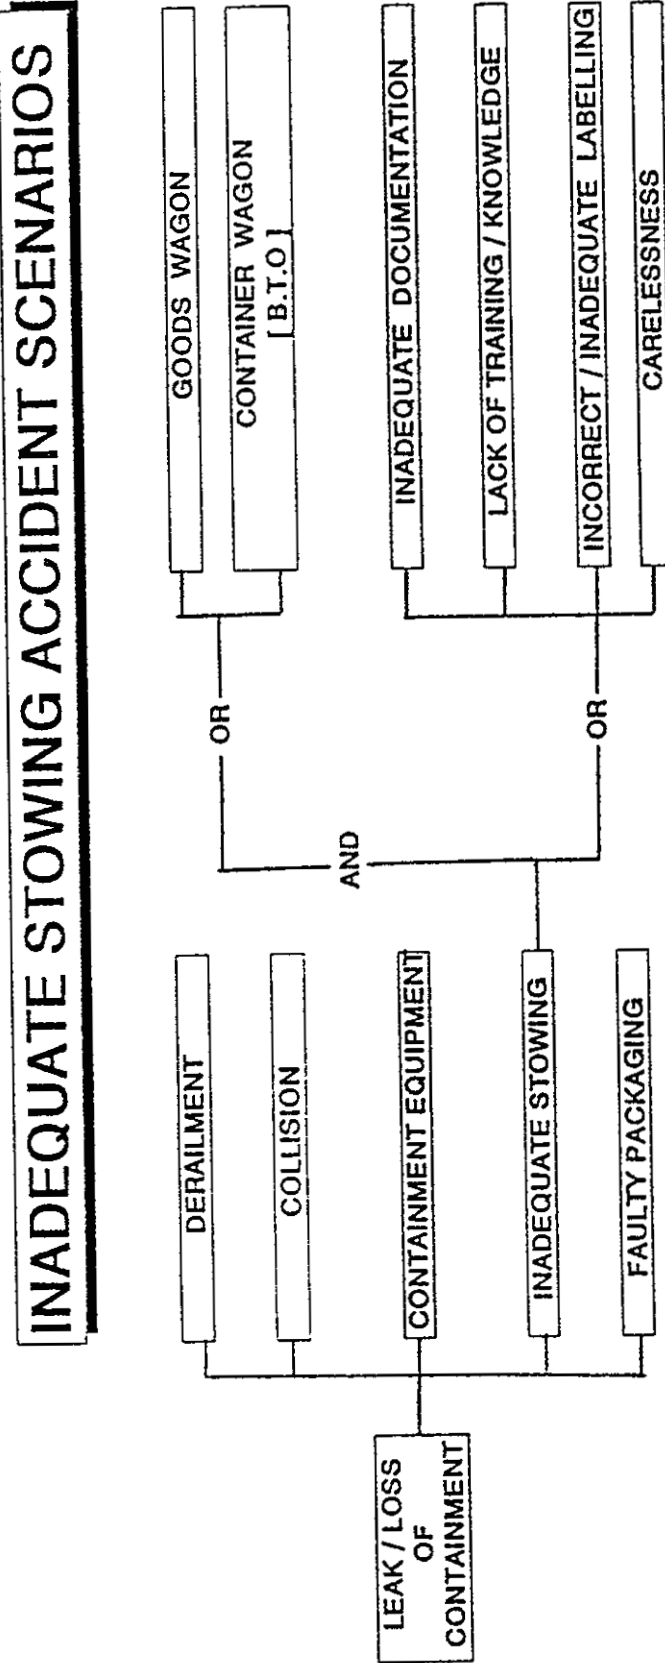 INADEQUATE STOWING ACCIDENT SCENARIOS
LEAK / LOSS
OF
CONTAINMENT
DERAILMENT
COLLISION
CONTAINMENT EQUIPMENT
INADEQUATE STOWING
FAULTY PACKAGING
AND
OR
GOODS WAGON
CONTAINER WAGON
[ B.T.O ]
OR
INADEQUATE DOCUMENTATION
LACK OF TRAINING / KNOWLEDGE
INCORRECT / INADEQUATE LABELLING
CARELESSNESS